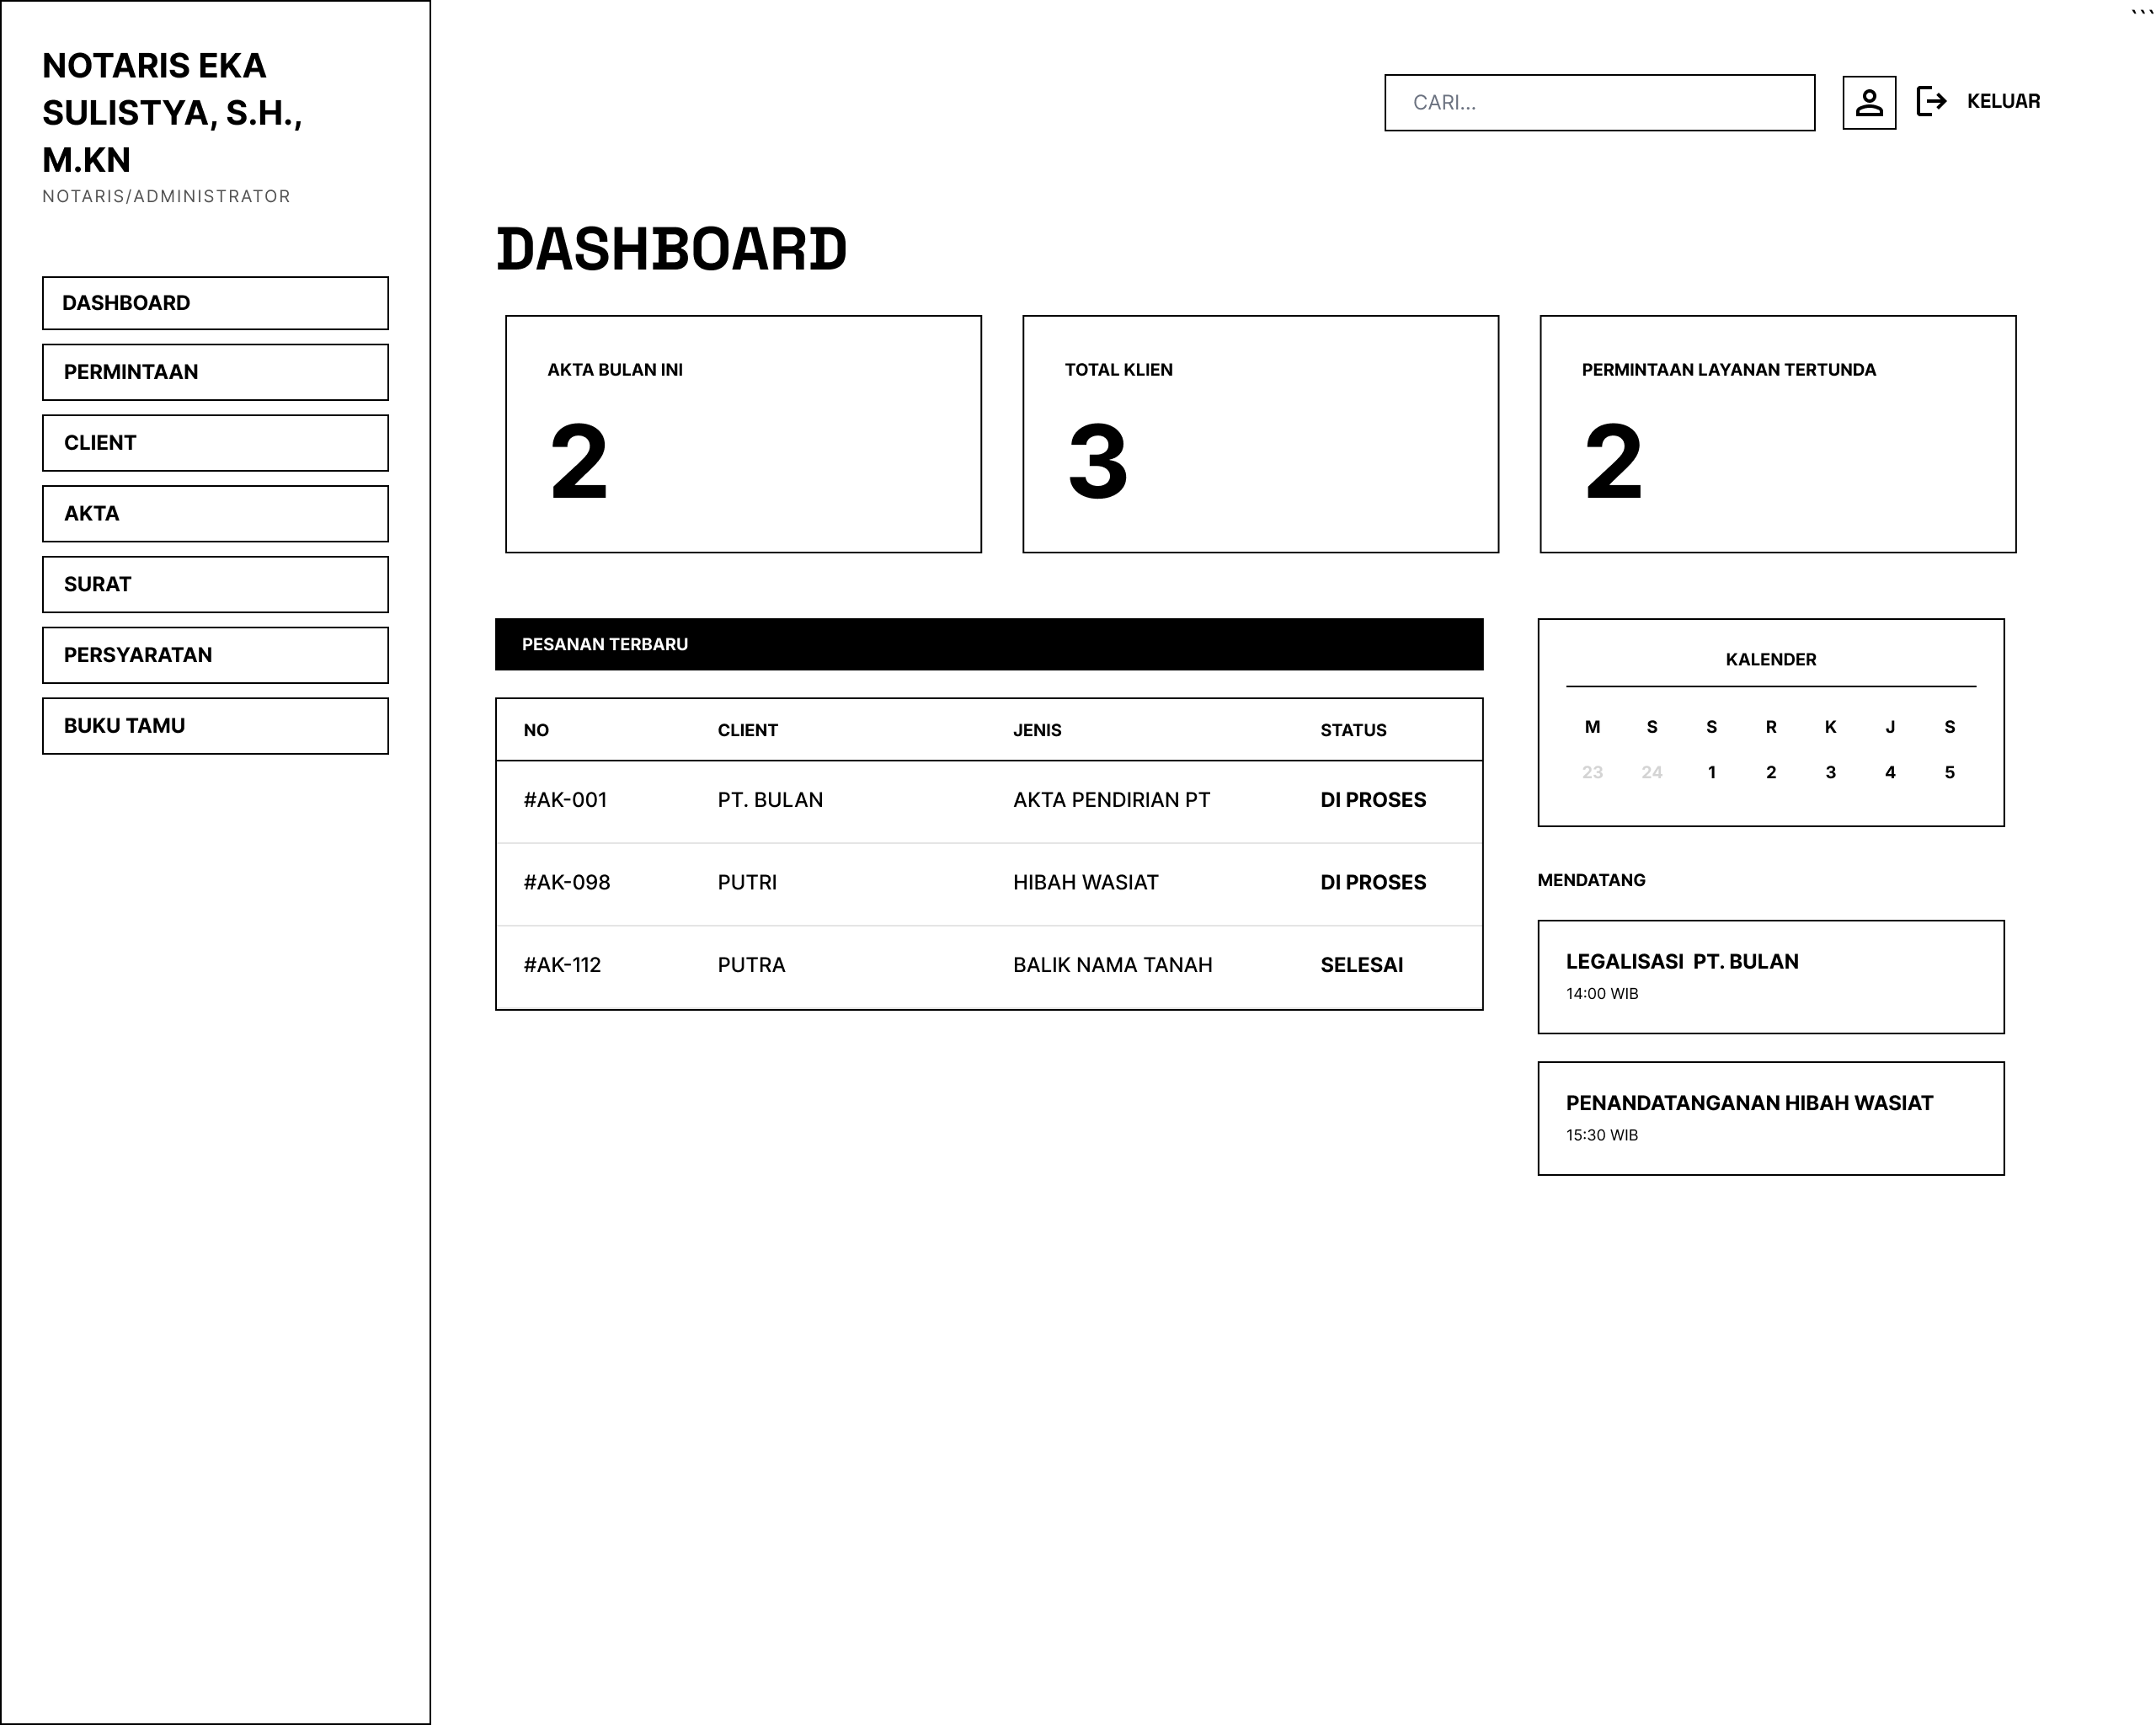 NOTARIS EKA
SULISTYA, S.H.,
M.KN
NOTARIS/ADMINISTRATOR
DASHBOARD
PERMINTAAN
CLIENT
AKTA
SURAT
PERSYARATAN
BUKU TAMU
```
CARI...
KELUAR
DASHBOARD
AKTA BULAN INI
2
TOTAL KLIEN
3
PERMINTAAN LAYANAN TERTUNDA
2
PESANAN TERBARU
NO CLIENT JENIS STATUS
#AK-001 PT. BULAN AKTA PENDIRIAN PT DI PROSES
#AK-098 PUTRI HIBAH WASIAT DI PROSES
#AK-112 PUTRA BALIK NAMA TANAH SELESAI
KALENDER
M S S R K J S
23 24 1 2 3 4 5
MENDATANG
LEGALISASI  PT. BULAN
14:00 WIB
PENANDATANGANAN HIBAH WASIAT
15:30 WIB